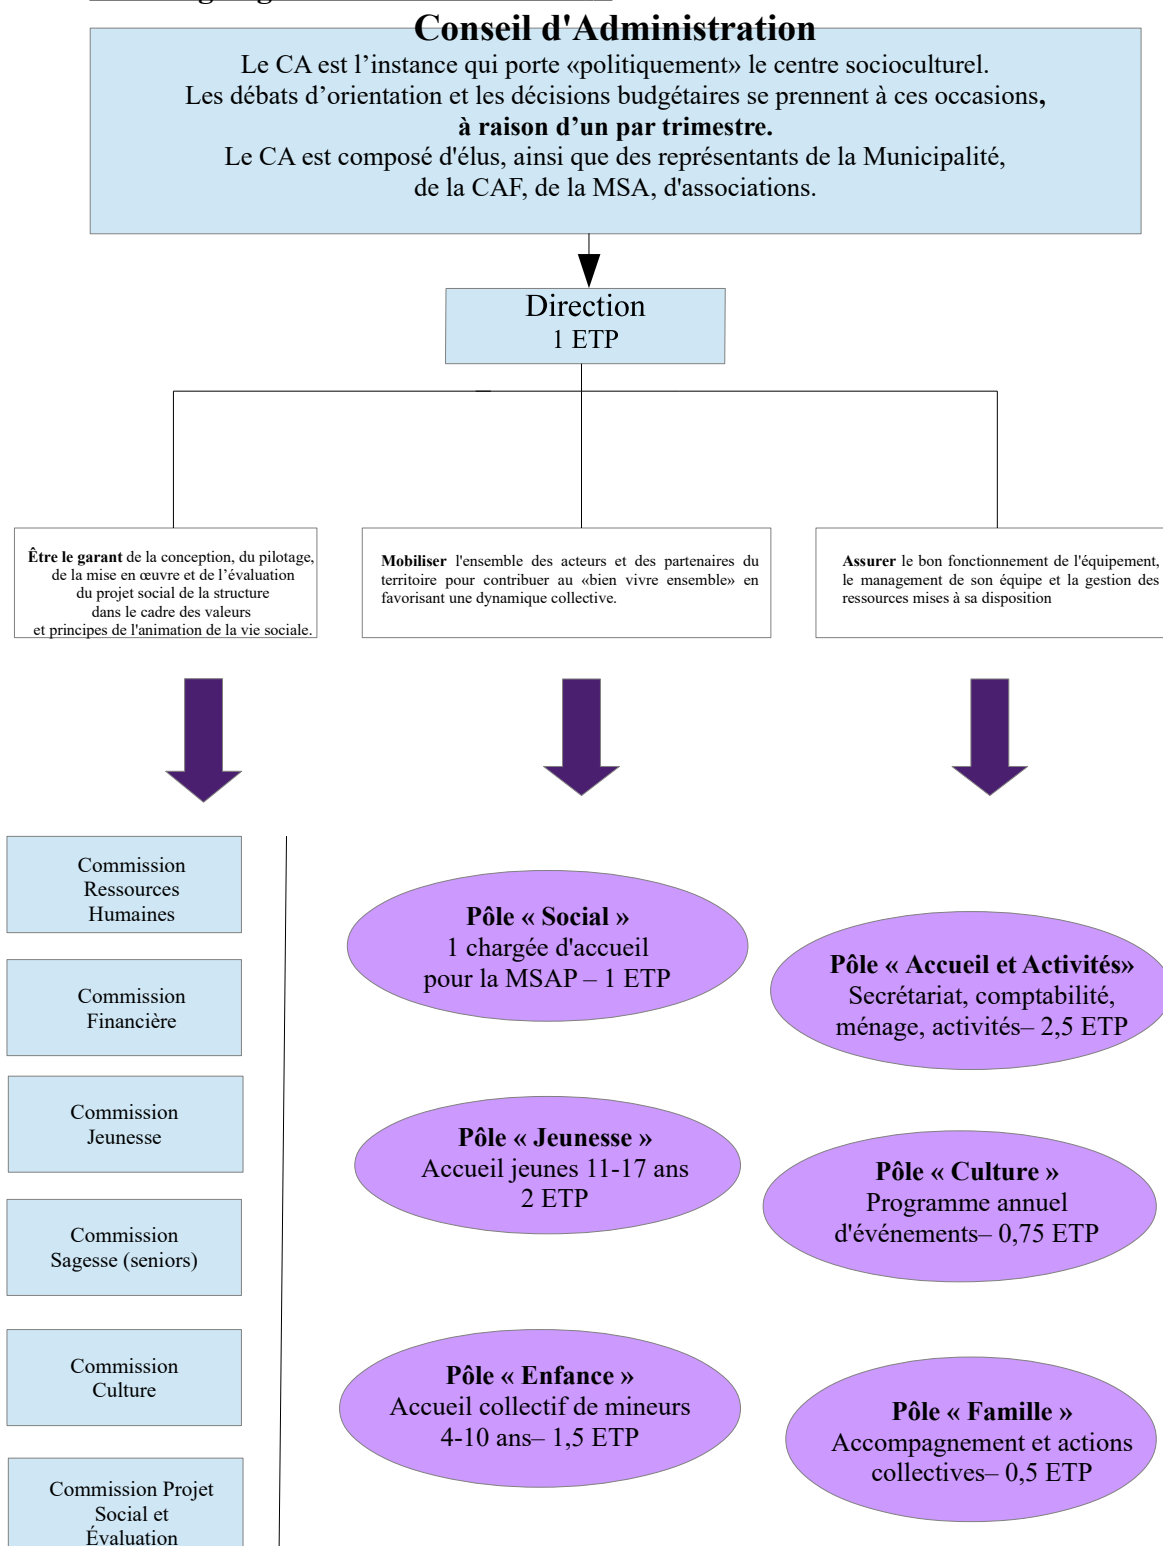 Conseil d'Administration
Le CA est l’instance qui porte «politiquement» le centre socioculturel.
Les débats d’orientation et les décisions budgétaires se prennent à ces occasions,
à raison d’un par trimestre.
Le CA est composé d'élus, ainsi que des représentants de la Municipalité,
de la CAF, de la MSA, d'associations.
Direction
1 ETP
Être le garant de la conception, du pilotage,
de la mise en œuvre et de l’évaluation
du projet social de la structure
dans le cadre des valeurs
et principes de l'animation de la vie sociale.
Mobiliser l'ensemble des acteurs et des partenaires du
territoire pour contribuer au «bien vivre ensemble» en
favorisant une dynamique collective.
Assurer le bon fonctionnement de l'équipement,
le management de son équipe et la gestion des
ressources mises à sa disposition
Commission
Ressources
Humaines
Commission
Financière
Commission
Jeunesse
Commission
Sagesse (seniors)
Commission
Culture
Commission Projet
Social et
Évaluation
Pôle « Social »
1 chargée d'accueil
pour la MSAP – 1 ETP
Pôle « Jeunesse »
Accueil jeunes 11-17 ans
2 ETP
Pôle « Enfance »
Accueil collectif de mineurs
4-10 ans– 1,5 ETP
Pôle « Accueil et Activités»
Secrétariat, comptabilité,
ménage, activités– 2,5 ETP
Pôle « Culture »
Programme annuel
d'événements– 0,75 ETP
Pôle « Famille »
Accompagnement et actions
collectives– 0,5 ETP